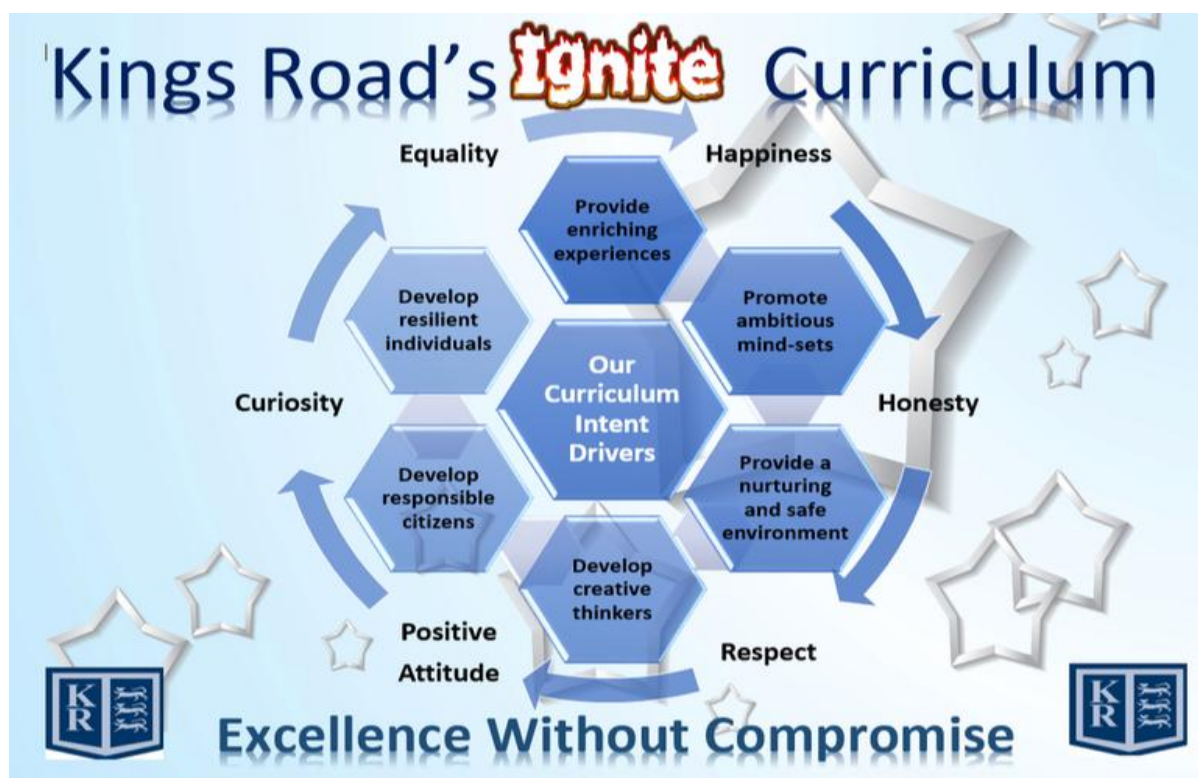 Kings Road's Ignite Curriculum
Equality
Happiness
Provide
enriching
experiences
Develop
resilient
individuals
Promote
ambitious
mind-sets
Our
Curriculum
Intent
Drivers
Curiosity
Honesty
Develop
responsible
citizens
Provide a
nurturing
and safe
environment
Develop
creative
thinkers
Positive
Attitude
Respect
KR
KR
Excellence Without Compromise